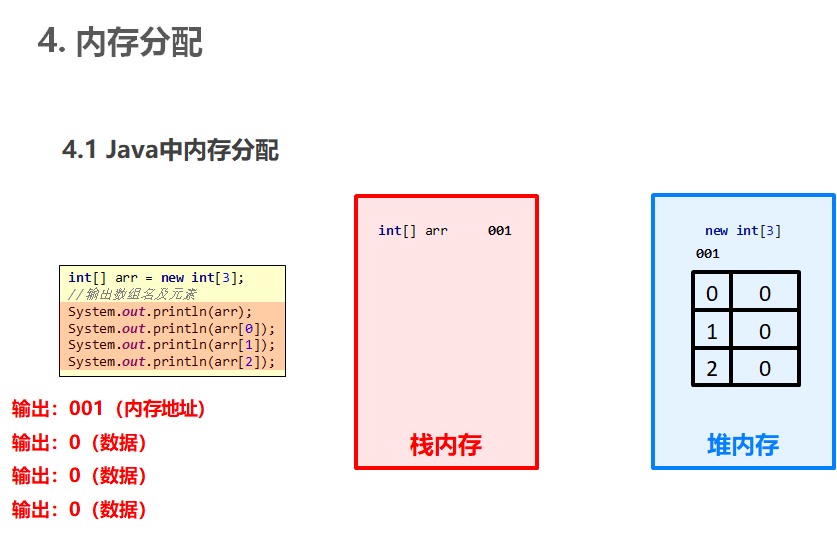 4. 内存分配
4.1 Java中内存分配
int[] arr = new int[3];
//输出数组名及元素
System.out.println(arr);
System.out.println(arr[0]);
System.out.println(arr[1]);
System.out.println(arr[2]);
输出：001（内存地址）
输出：0（数据）
输出：0（数据）
输出：0（数据）
int[] arr 001
栈内存
new int[3]
001
0 0
1 0
2 0
堆内存